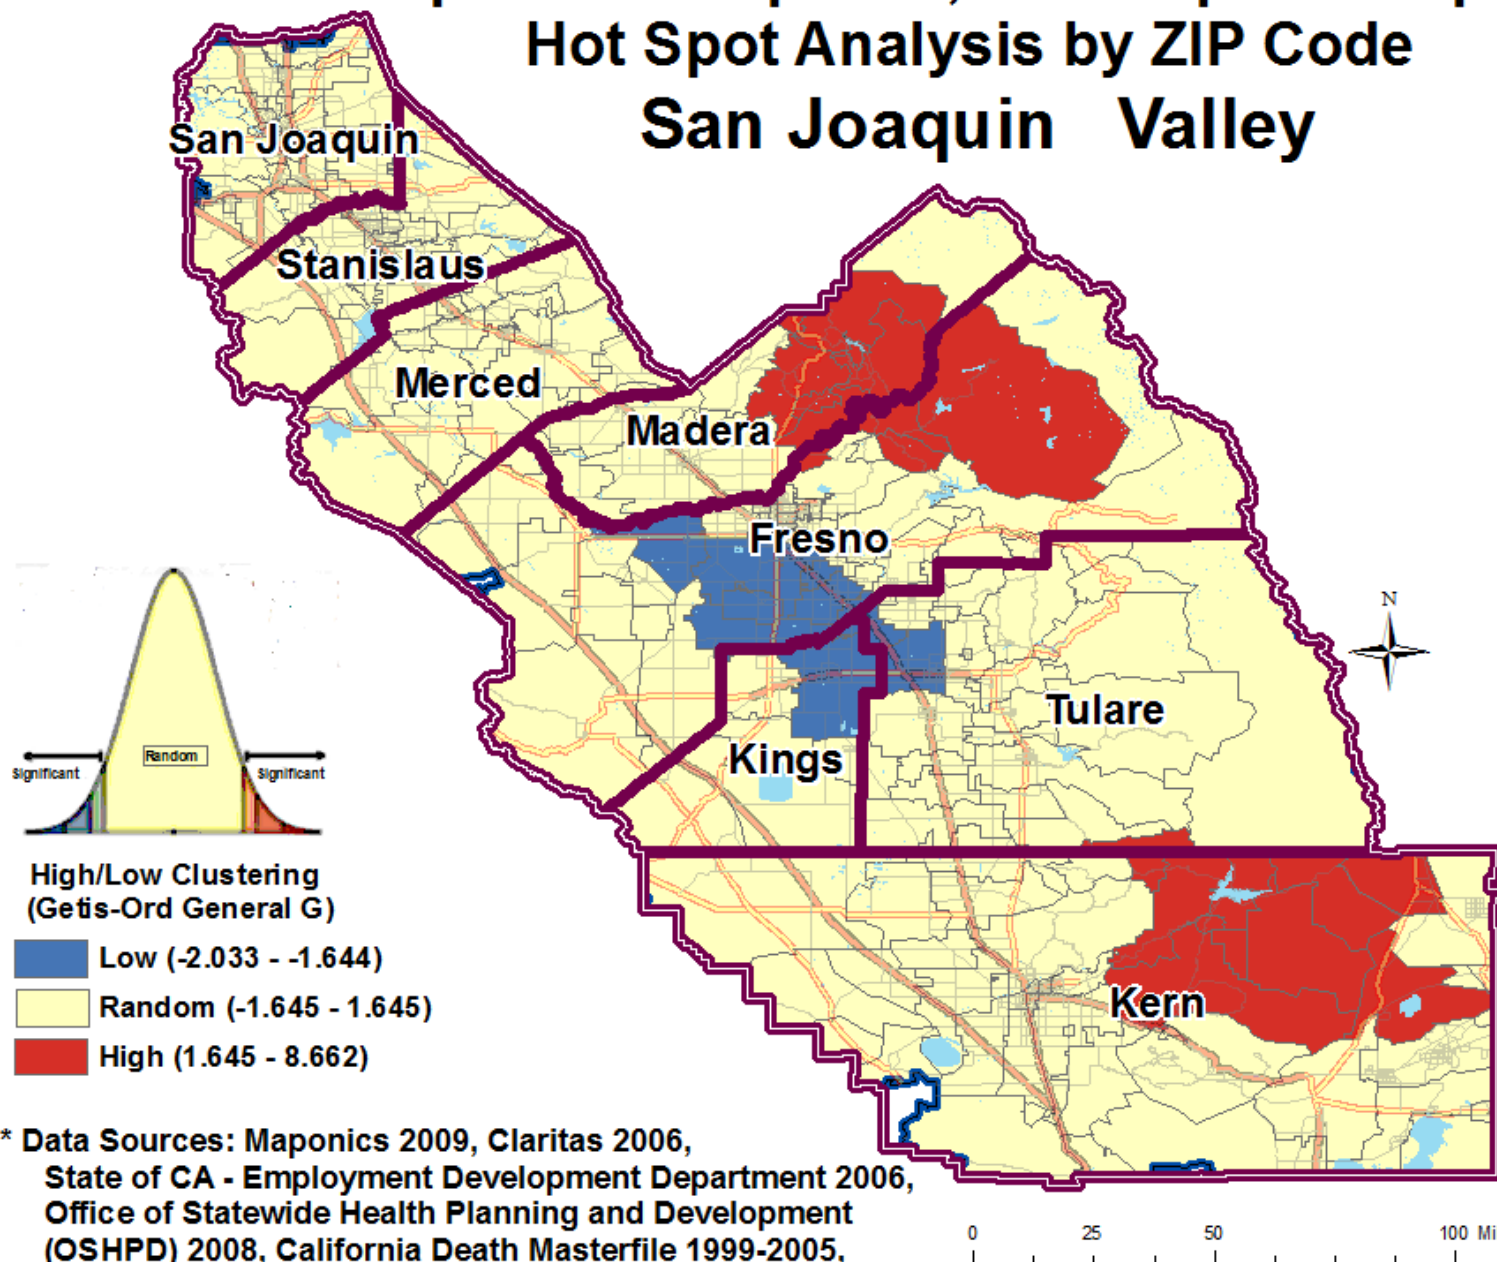 Hot Spot Analysis by ZIP Code
San Joaquin Valley
San Joaquin
Stanislaus
Merced
Madera
Fresno
Tulare
Kings
Kern
N
Random
Significant
Significant
High/Low Clustering
(Getis-Ord General G)
Low (-2.033 - -1.644)
Random (-1.645 - 1.645)
High (1.645 - 8.662)
* Data Sources: Maponics 2009, Claritas 2006,
State of CA - Employment Development Department 2006,
Office of Statewide Health Planning and Development
(OSHPD) 2008, California Death Masterfile 1999-2005,
0 25 50 100 Mi